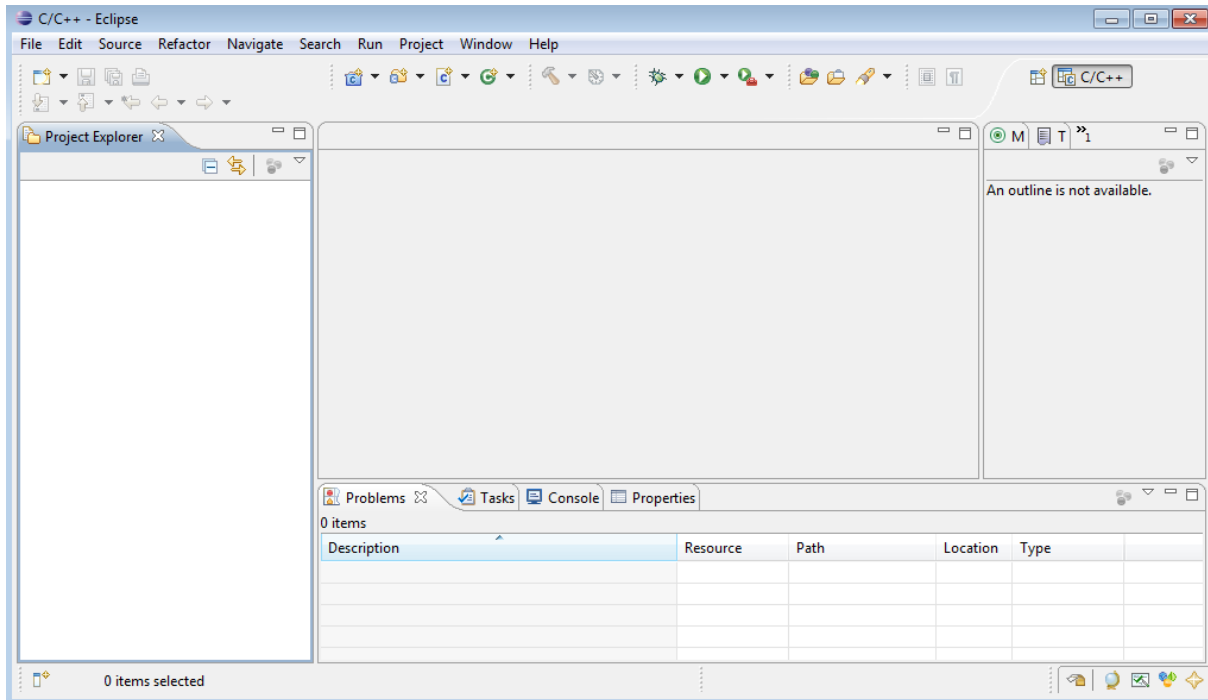 C/C++ - Eclipse
File Edit Source Refactor Navigate Search Run Project Window Help
C/C++
Project Explorer
M T »1
An outline is not available.
Problems Tasks Console Properties
0 items
Description Resource Path Location Type
0 items selected